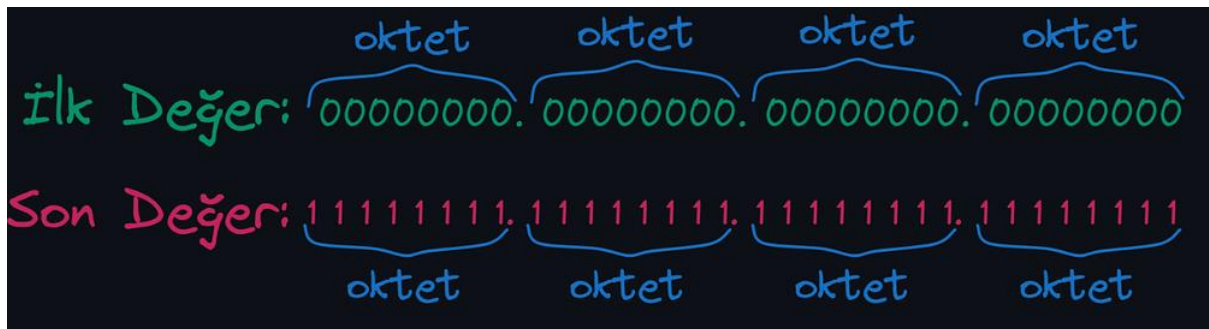 oktet oktet oktet oktet
İlk Değer: 00000000. 00000000. 00000000. 00000000
Son Değer: 11111111. 11111111. 11111111. 11111111
oktet oktet oktet oktet